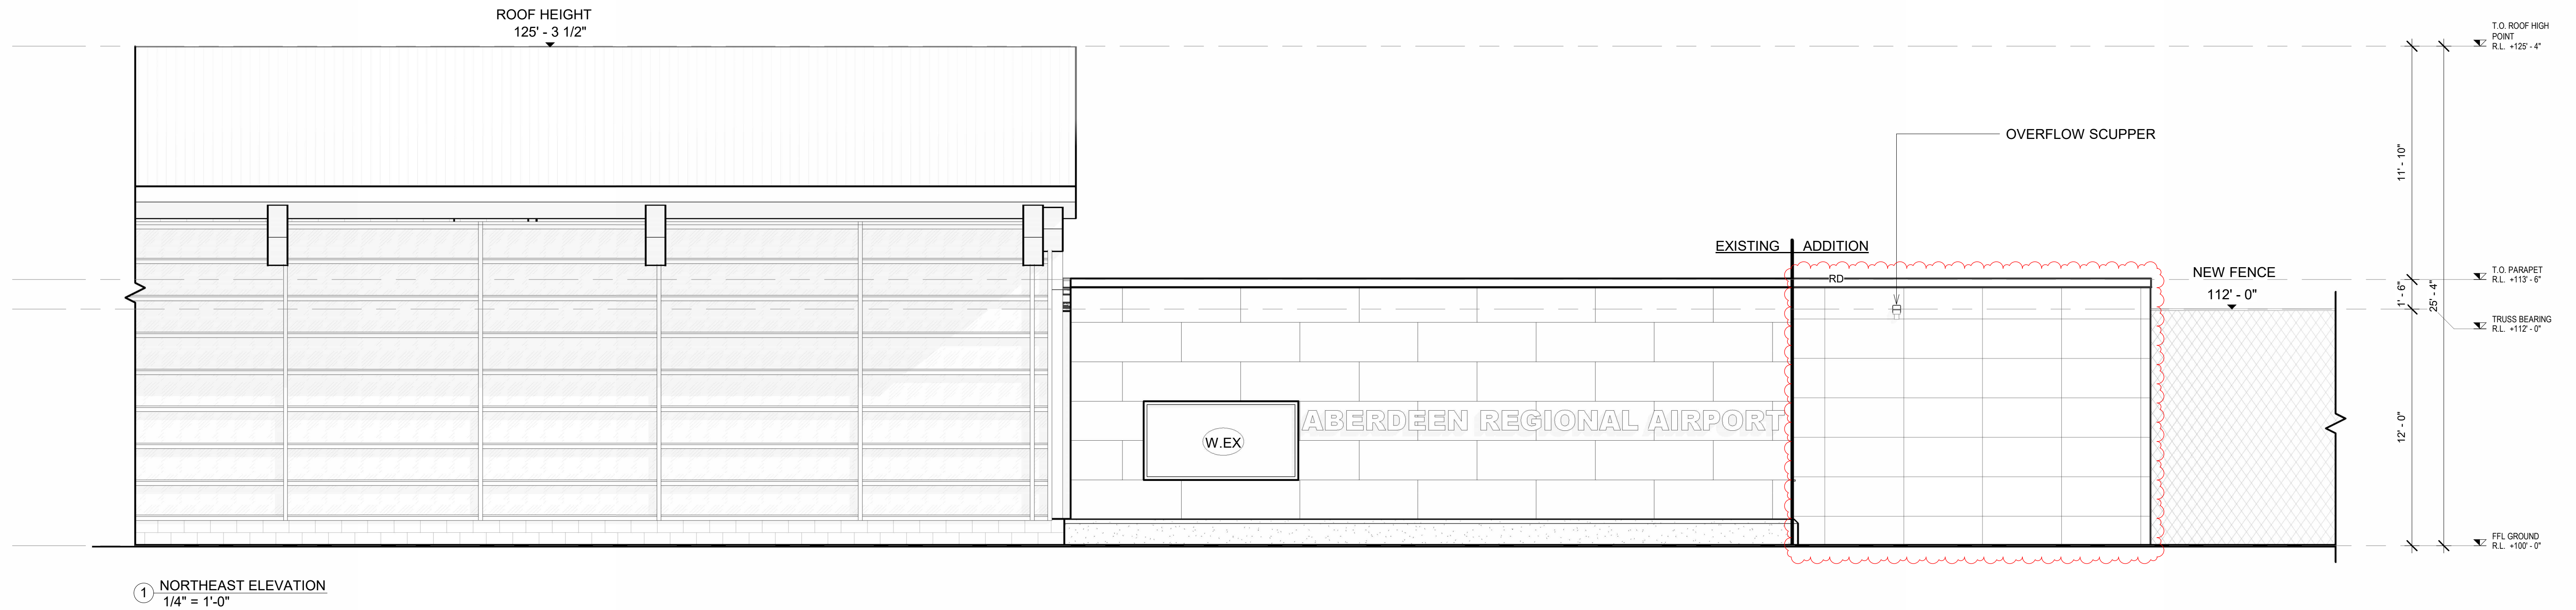 ROOF HEIGHT
125' - 3 1/2"
T.O. ROOF HIGH
POINT
R.L. +125' - 4"
11' - 10"
OVERFLOW SCUPPER
EXISTING
ADDITION
RD
NEW FENCE
112' - 0"
T.O. PARAPET
R.L. +113' - 6"
1' - 6"
25' - 4"
TRUSS BEARING
R.L. +112' - 0"
ABERDEEN REGIONAL AIRPORT
W.EX
12' - 0"
FFL GROUND
R.L. +100' - 0"
1 NORTHEAST ELEVATION
1/4" = 1'-0"